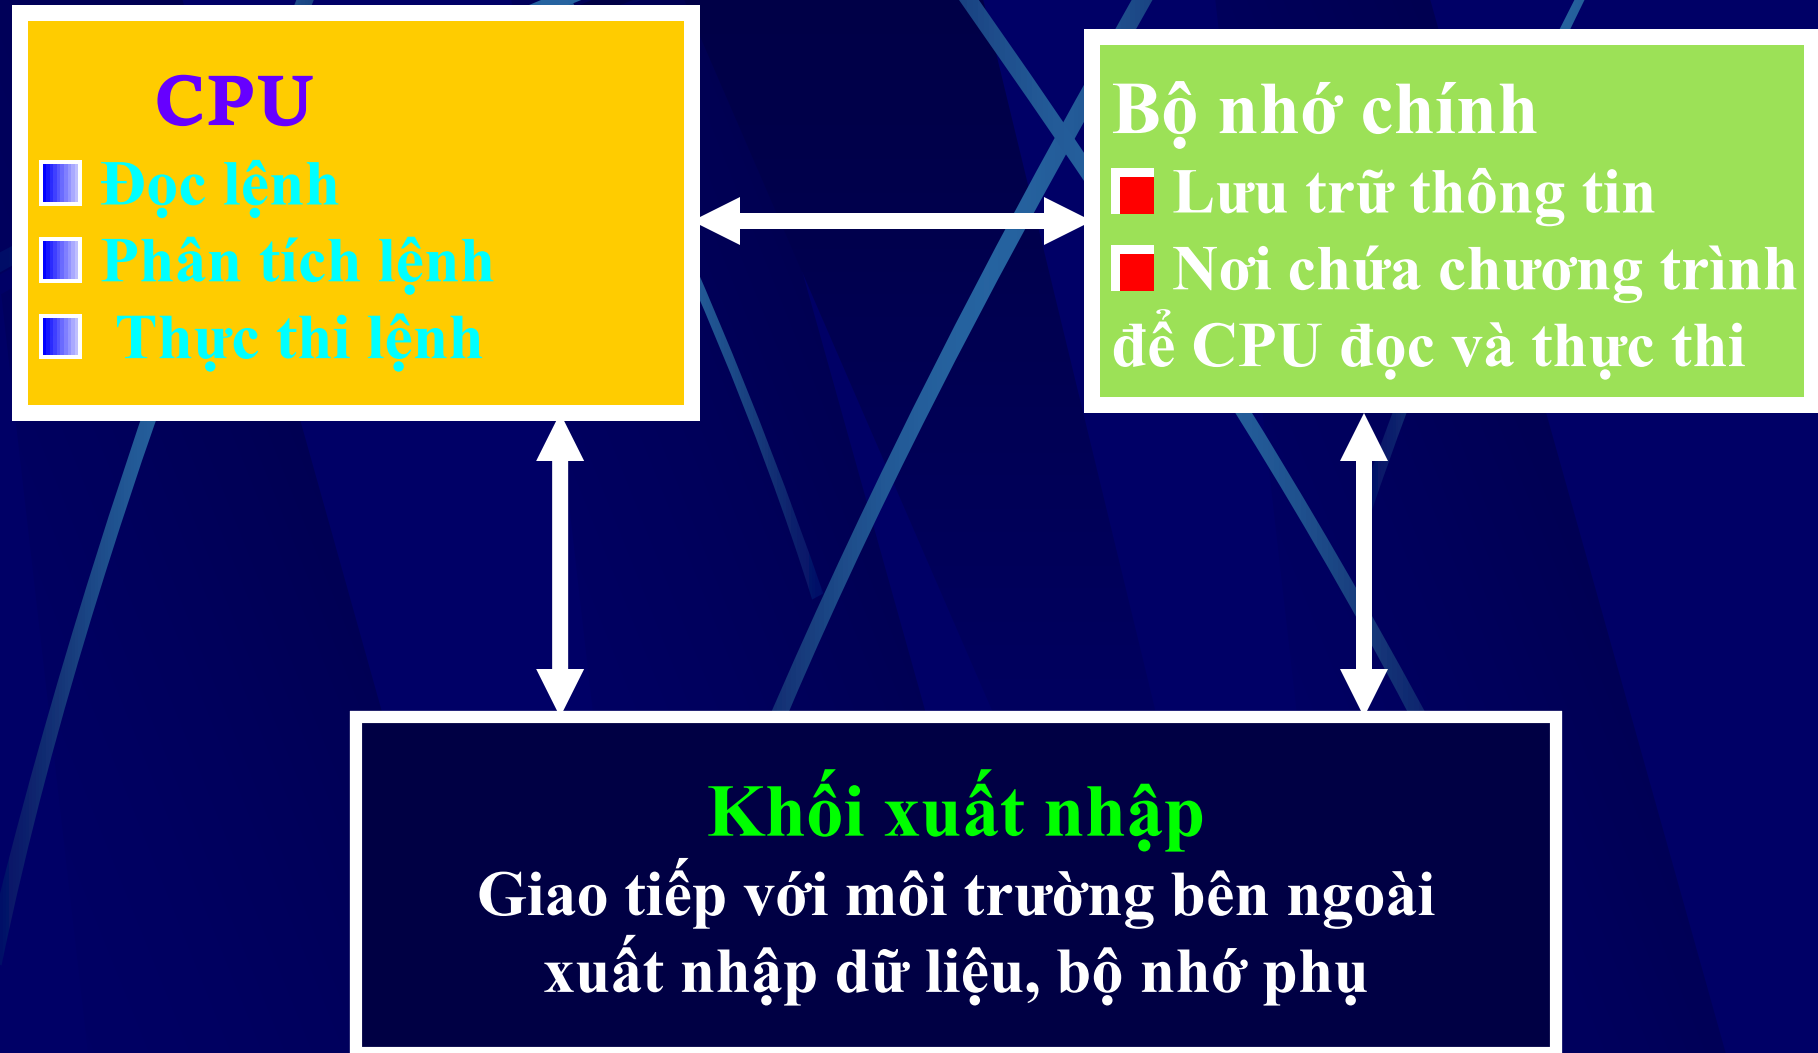 CPU
Đọc lệnh
Phân tích lệnh
Thực thi lệnh
Bộ nhớ chính
Lưu trữ thông tin
Nơi chứa chương trình
để CPU đọc và thực thi
Khối xuất nhập
Giao tiếp với môi trường bên ngoài
xuất nhập dữ liệu, bộ nhớ phụ